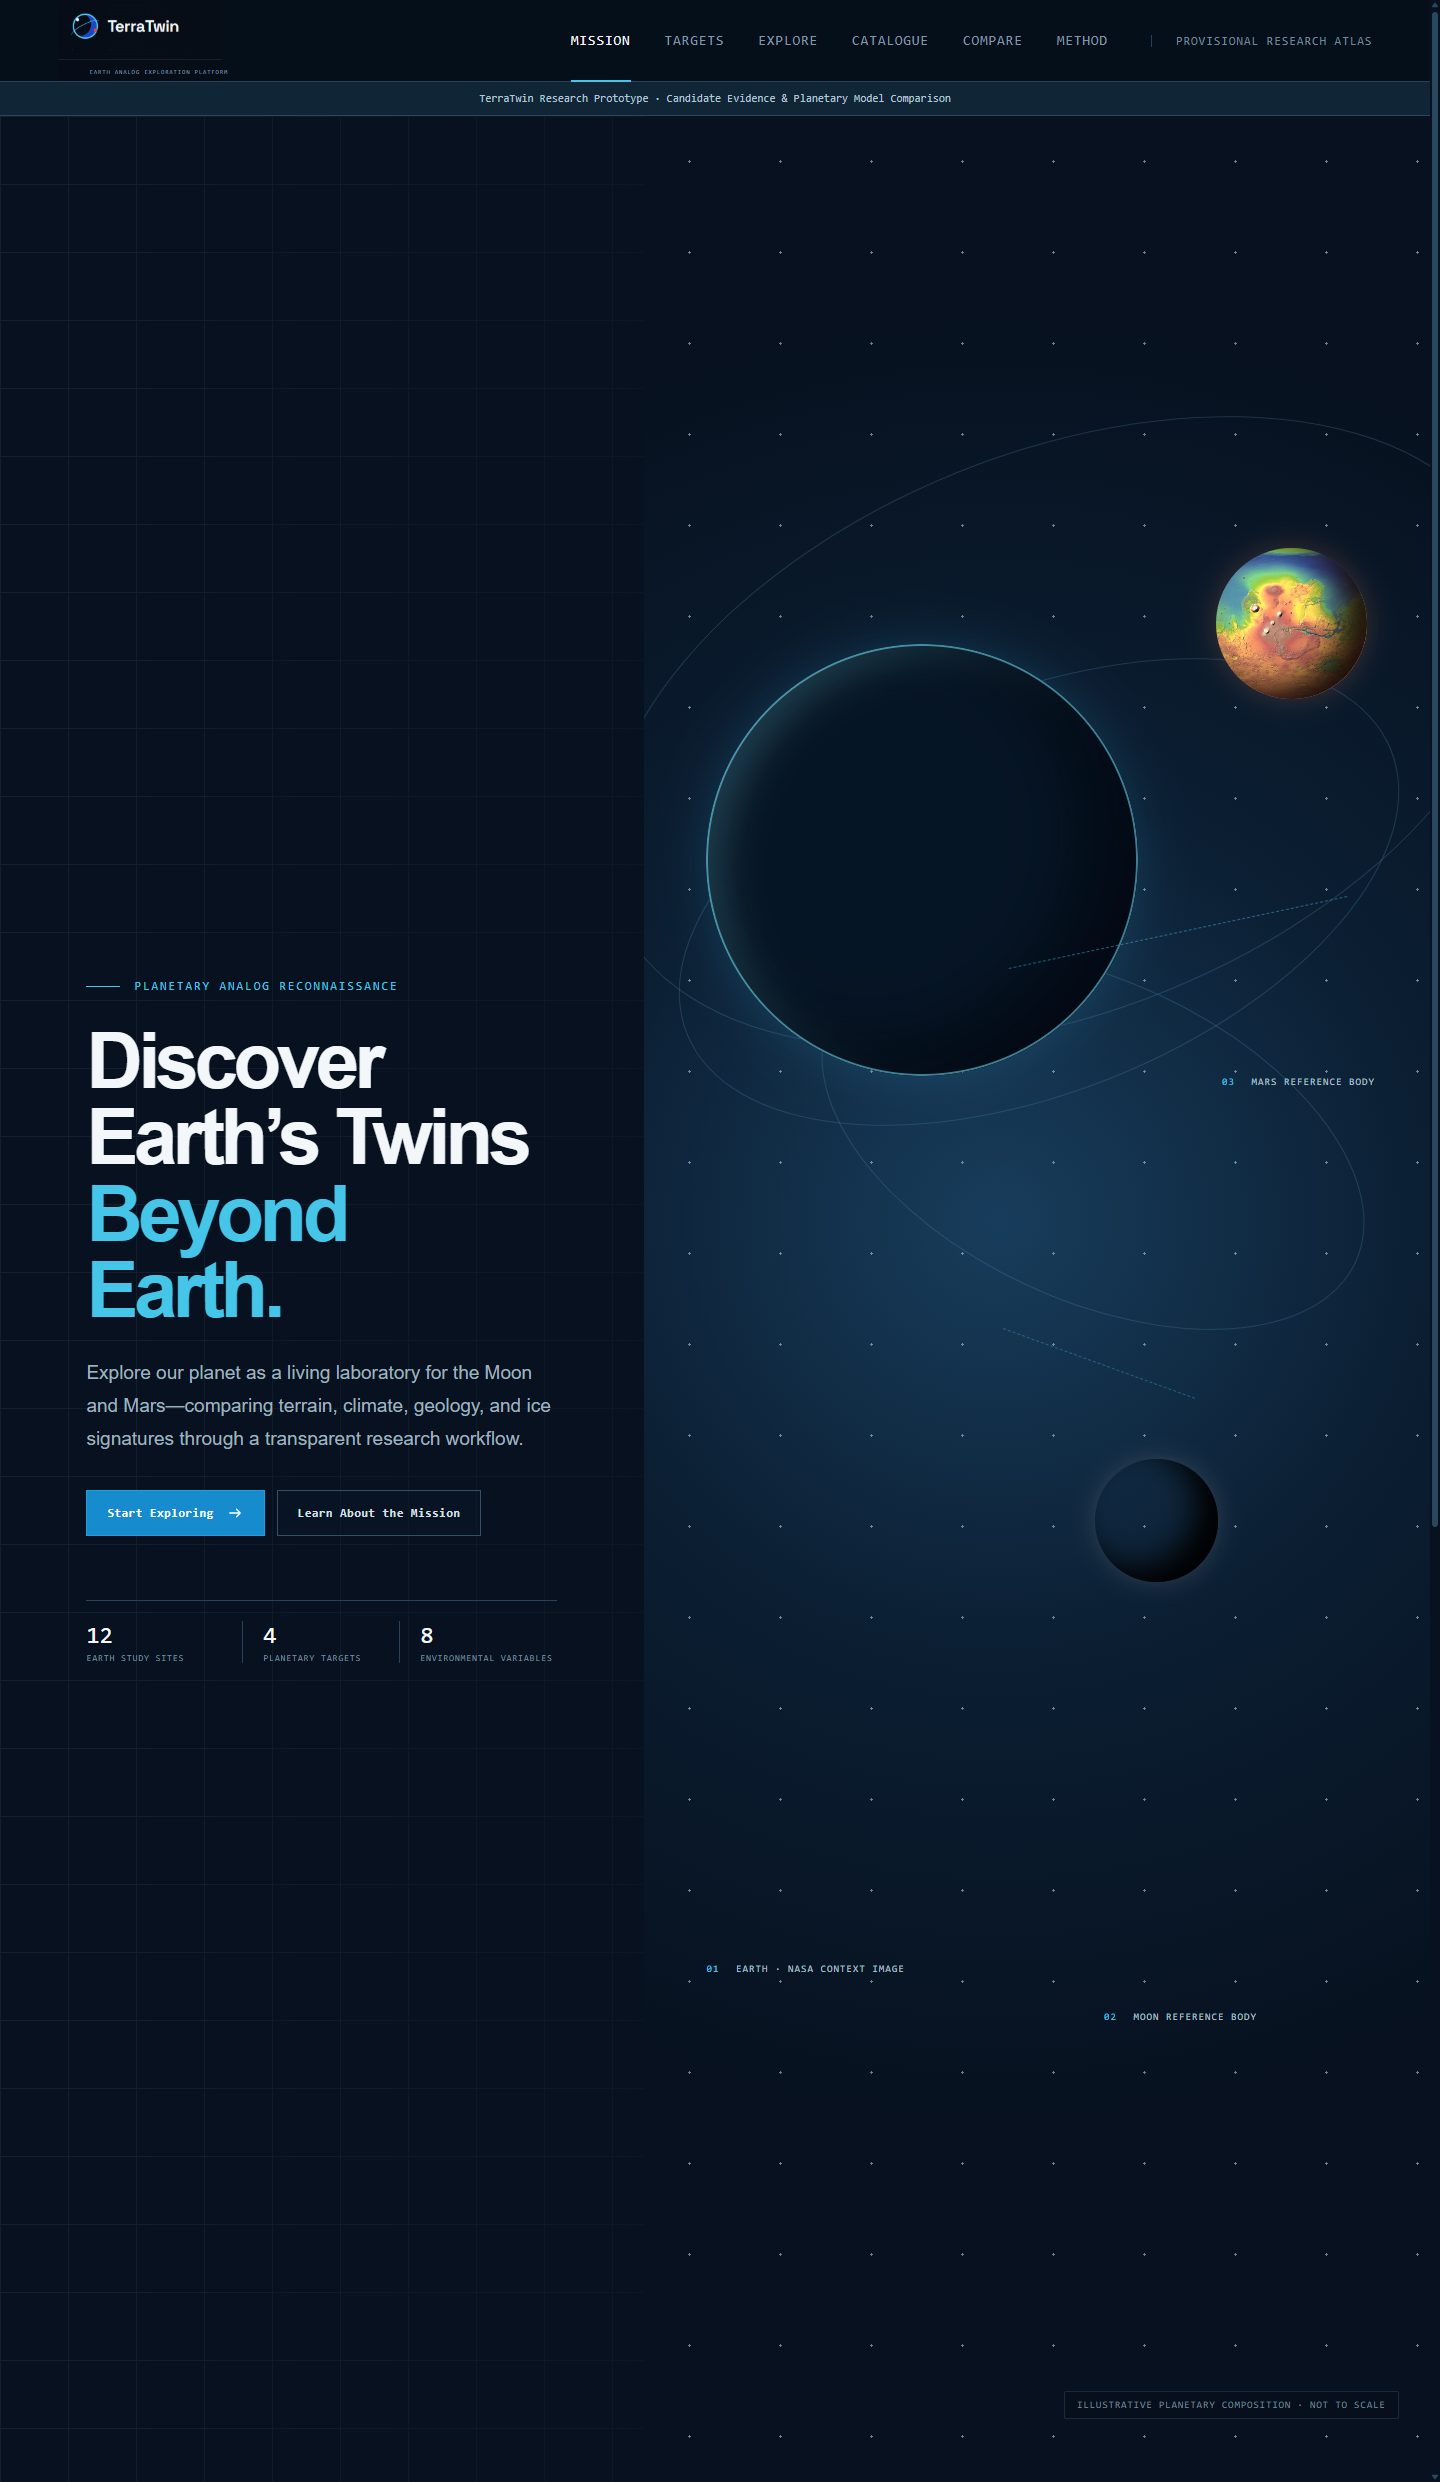 TerraTwin
EARTH ANALOG EXPLORATION PLATFORM
MISSION TARGETS EXPLORE CATALOGUE COMPARE METHOD PROVISIONAL RESEARCH ATLAS
TerraTwin Research Prototype · Candidate Evidence & Planetary Model Comparison
PLANETARY ANALOG RECONNAISSANCE
Discover
Earth’s Twins
Beyond
Earth.
Explore our planet as a living laboratory for the Moon
and Mars—comparing terrain, climate, geology, and ice
signatures through a transparent research workflow.
Start Exploring → Learn About the Mission
12
EARTH STUDY SITES
4
PLANETARY TARGETS
8
ENVIRONMENTAL VARIABLES
03 MARS REFERENCE BODY
01 EARTH · NASA CONTEXT IMAGE
02 MOON REFERENCE BODY
ILLUSTRATIVE PLANETARY COMPOSITION · NOT TO SCALE